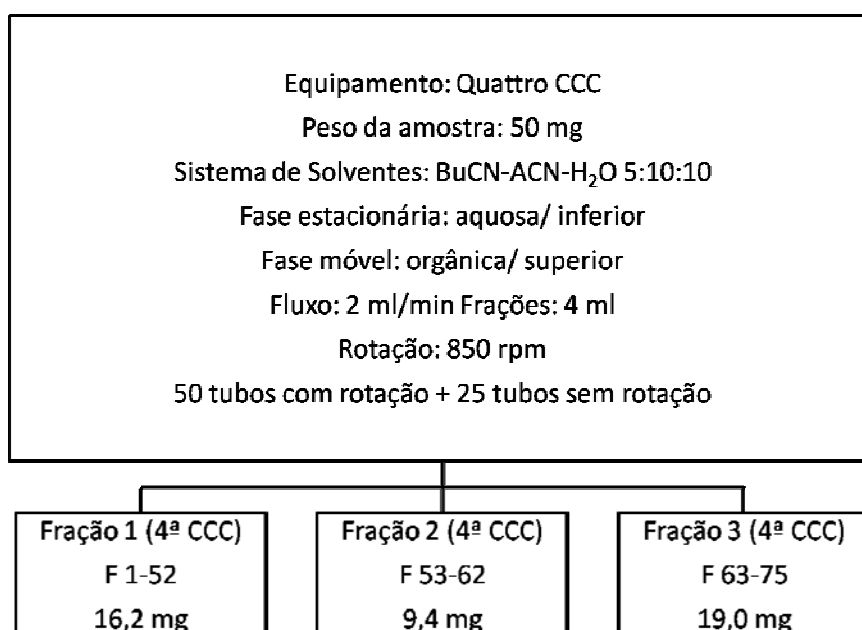 Equipamento: Quattro CCC
Peso da amostra: 50 mg
Sistema de Solventes: BuCN-ACN-H₂O 5:10:10
Fase estacionária: aquosa/ inferior
Fase móvel: orgânica/ superior
Fluxo: 2 ml/min Frações: 4 ml
Rotação: 850 rpm
50 tubos com rotação + 25 tubos sem rotação
Fração 1 (4ª CCC)
F 1-52
16,2 mg
Fração 2 (4ª CCC)
F 53-62
9,4 mg
Fração 3 (4ª CCC)
F 63-75
19,0 mg